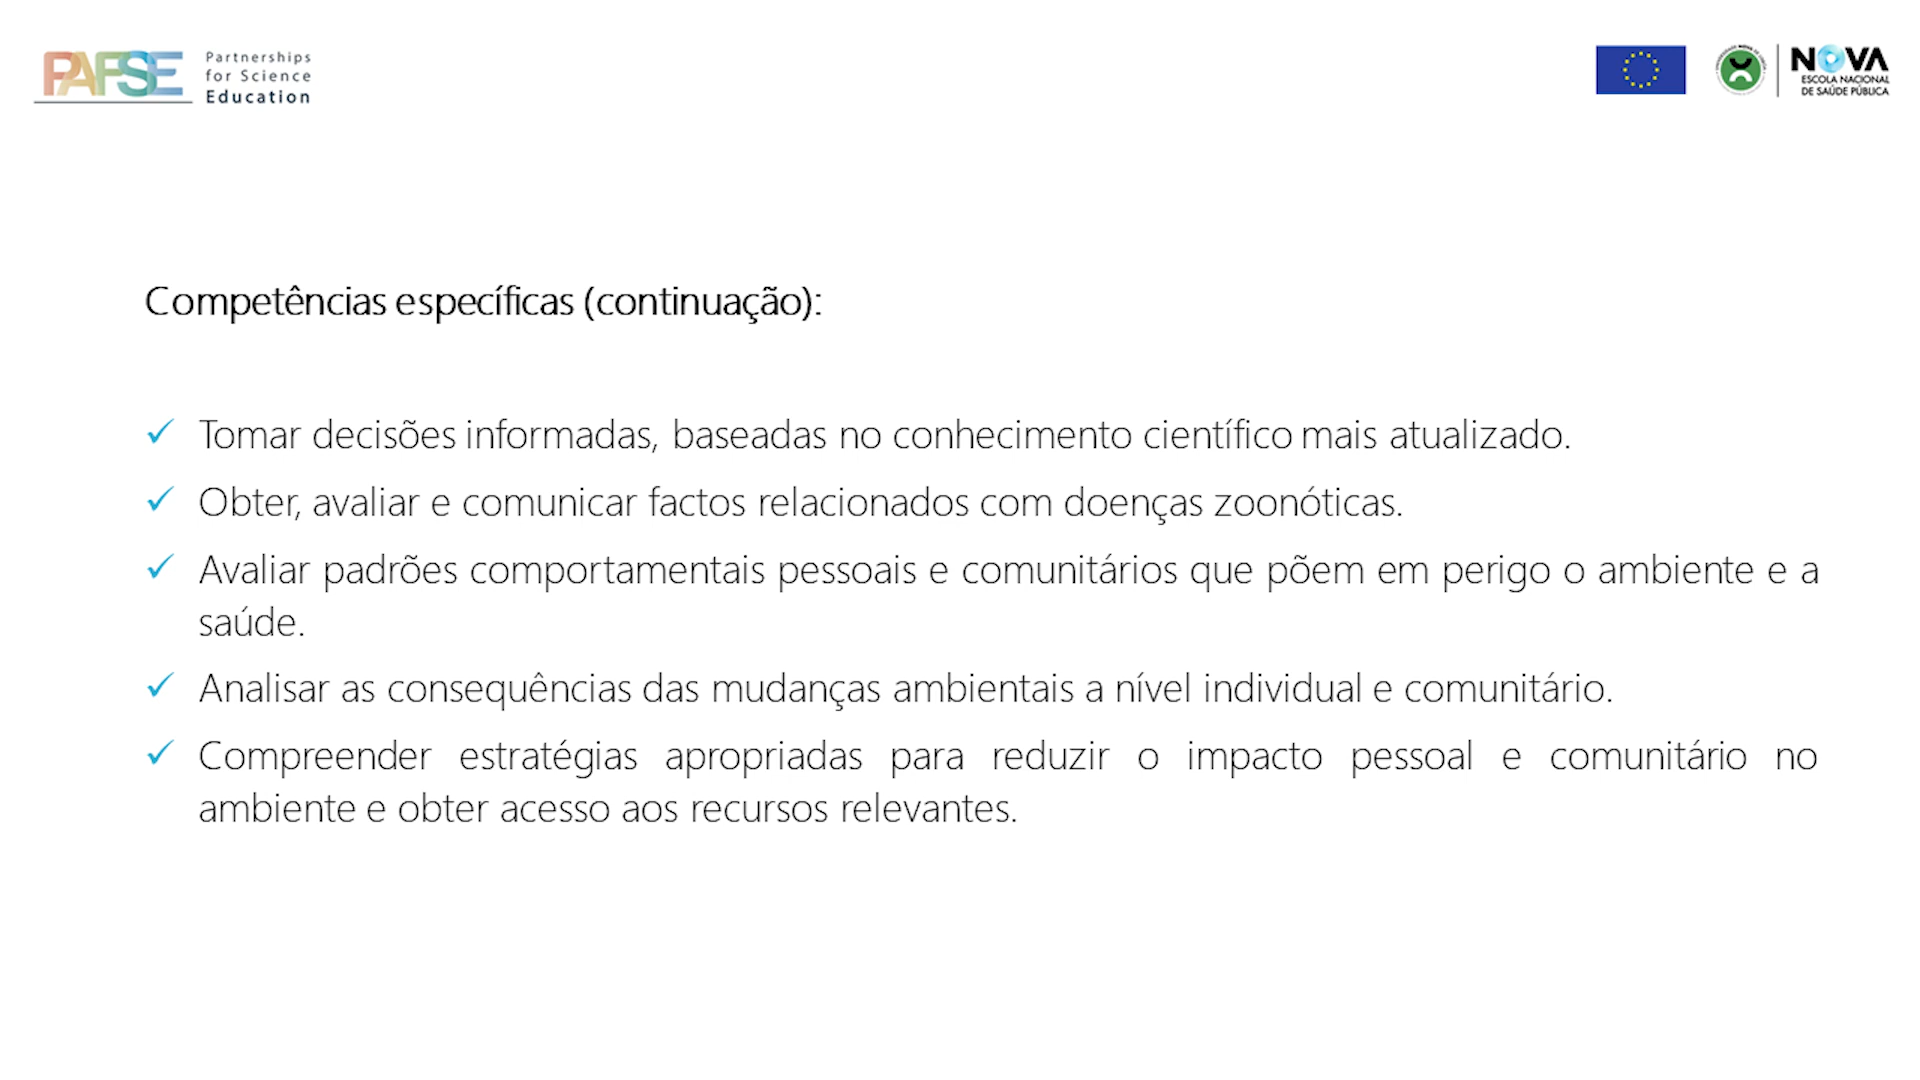 PAFSE
Partnerships
for Science
Education
NOVA
ESCOLA NACIONAL
DE SAÚDE PÚBLICA
Competências específicas (continuação):
Tomar decisões informadas, baseadas no conhecimento científico mais atualizado.
Obter, avaliar e comunicar factos relacionados com doenças zoonóticas.
Avaliar padrões comportamentais pessoais e comunitários que põem em perigo o ambiente e a
saúde.
Analisar as consequências das mudanças ambientais a nível individual e comunitário.
Compreender estratégias apropriadas para reduzir o impacto pessoal e comunitário no
ambiente e obter acesso aos recursos relevantes.